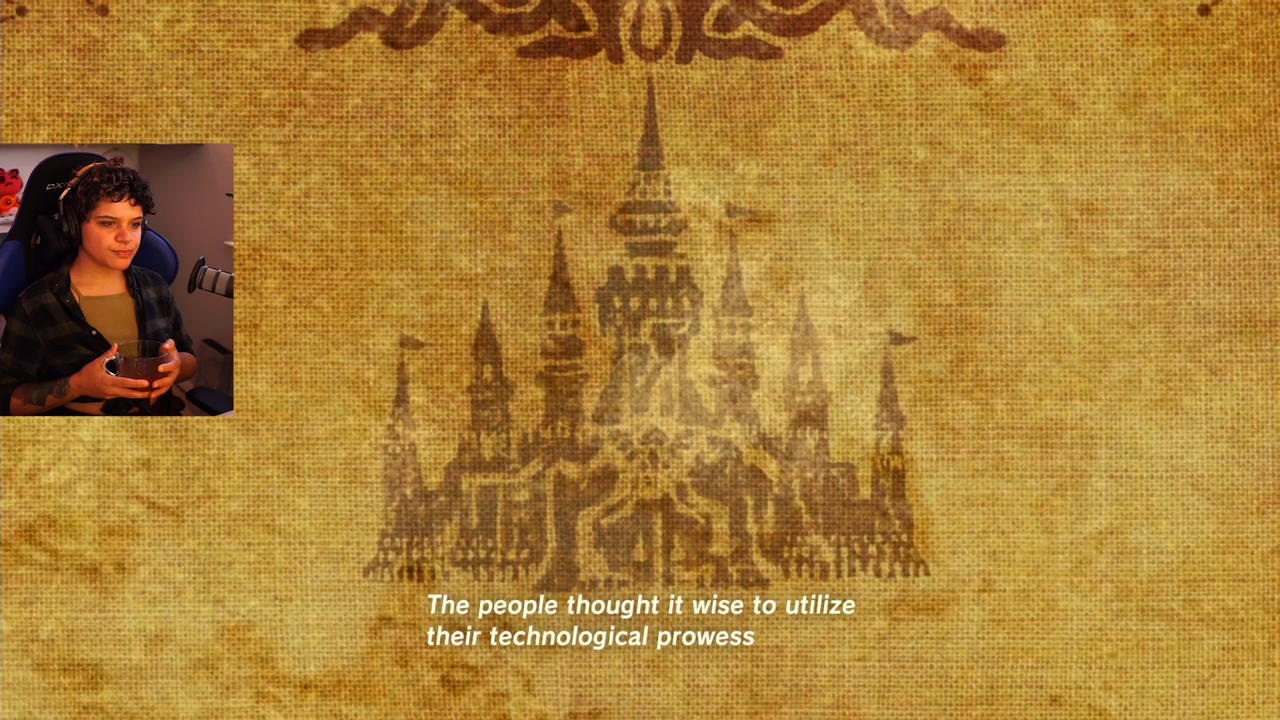 The people thought it wise to utilize
their technological prowess